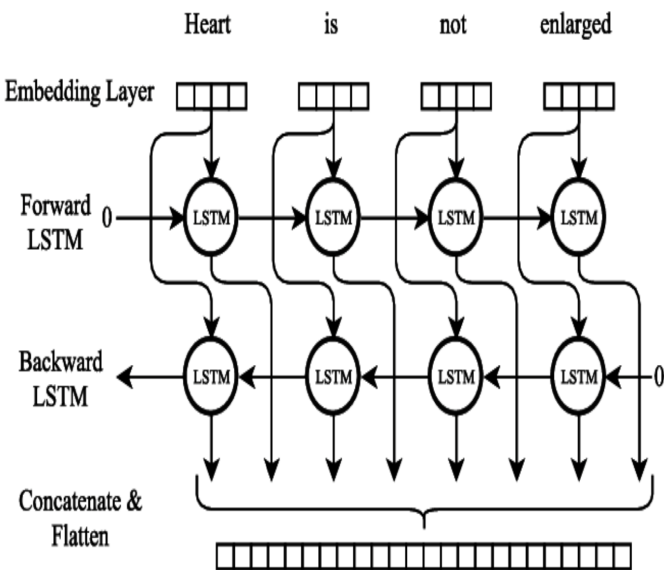 Heart is not enlarged
Embedding Layer
Forward
LSTM
0
LSTM LSTM LSTM LSTM
Backward
LSTM
LSTM LSTM LSTM LSTM
0
Concatenate &
Flatten